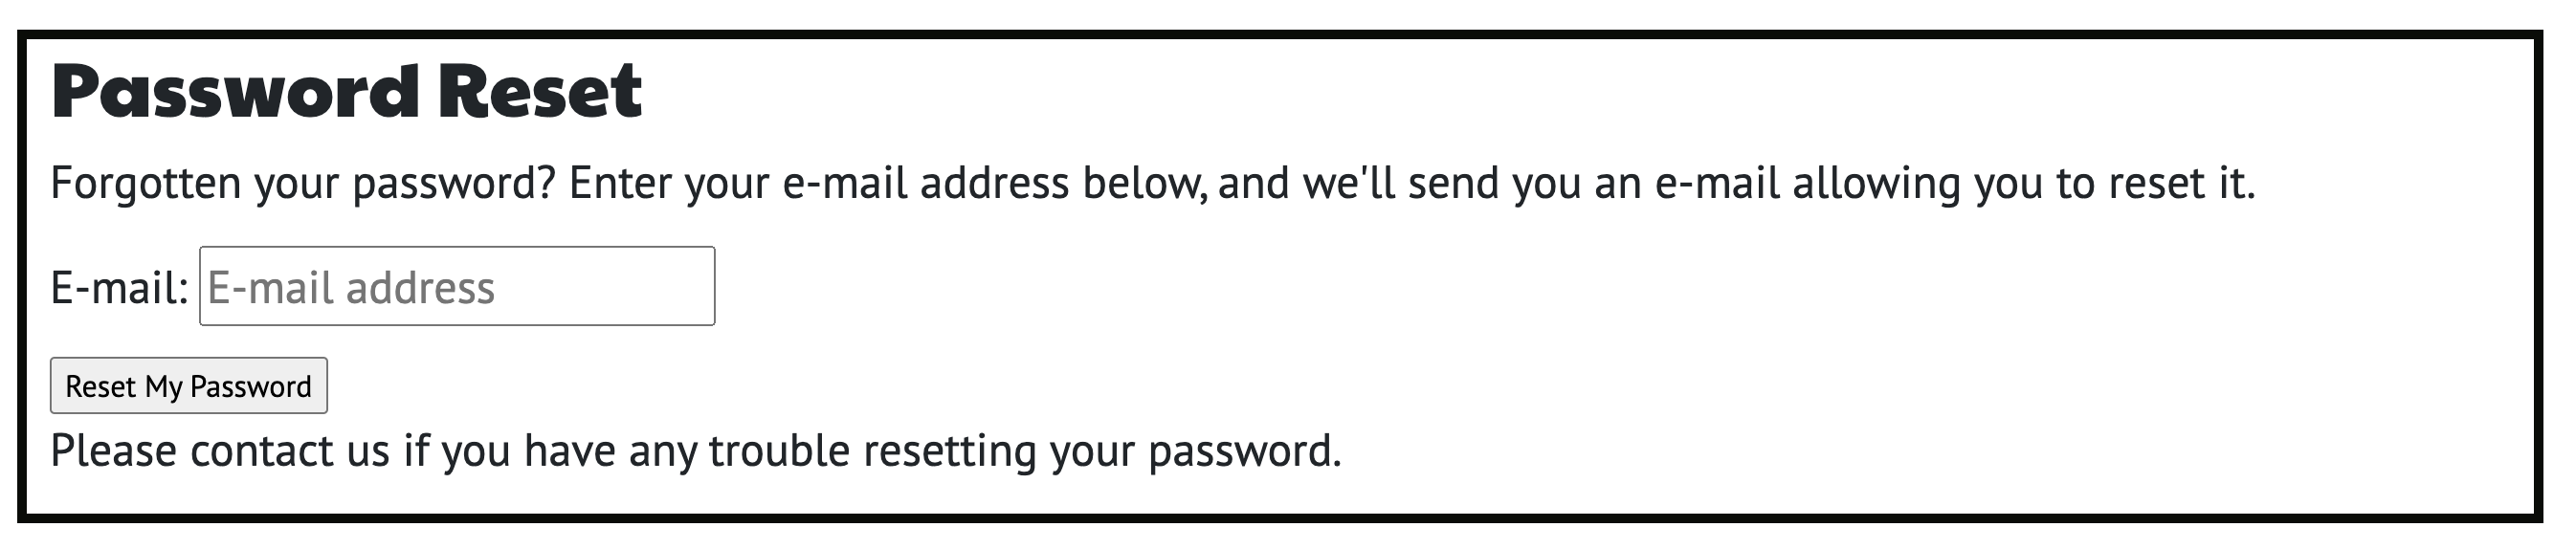 Password Reset
Forgotten your password? Enter your e-mail address below, and we'll send you an e-mail allowing you to reset it.
E-mail: E-mail address
Reset My Password
Please contact us if you have any trouble resetting your password.